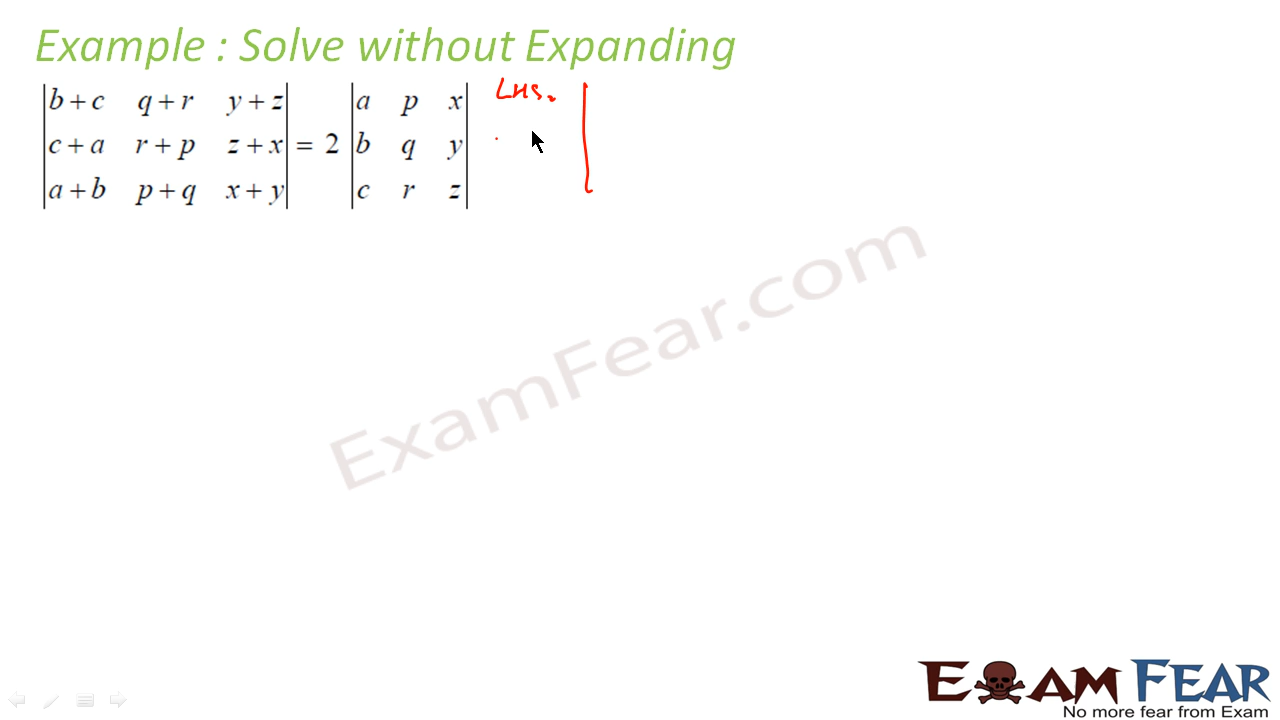 Example : Solve without Expanding
|b + c  q + r  y + z|   |a  p  x| LHS.
|c + a  r + p  z + x| = 2 |b  q  y|
|a + b  p + q  x + y|   |c  r  z|
ExamFear.com
EXAM FEAR
No more fear from Exam